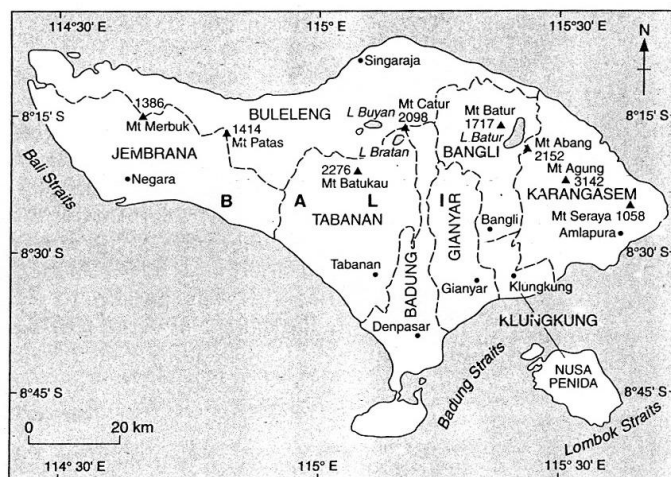 114°30' E
115°E
115°30' E
N
Singaraja
8°15' S
8°15' S
1386
Mt Merbuk
1414
Mt Patas
BULELENG
L Buyan
Mt Catur
2098
L Bratan
Mt Batur
1717
L Batur
BANGLI
Mt Abang
2152
Mt Agung
3142
KARANGASEM
Mt Seraya 1058
Amlapura
JEMBRANA
Negara
Bali Straits
2276
Mt Batukau
B A L I
TABANAN
GIANYAR
Bangli
8°30' S
8°30' S
Tabanan
BADUNG
Gianyar
Klungkung
KLUNGKUNG
Denpasar
Badung Straits
NUSA
PENIDA
8°45' S
8°45' S
Lombok Straits
0 20 km
114°30' E
115°E
115°30' E